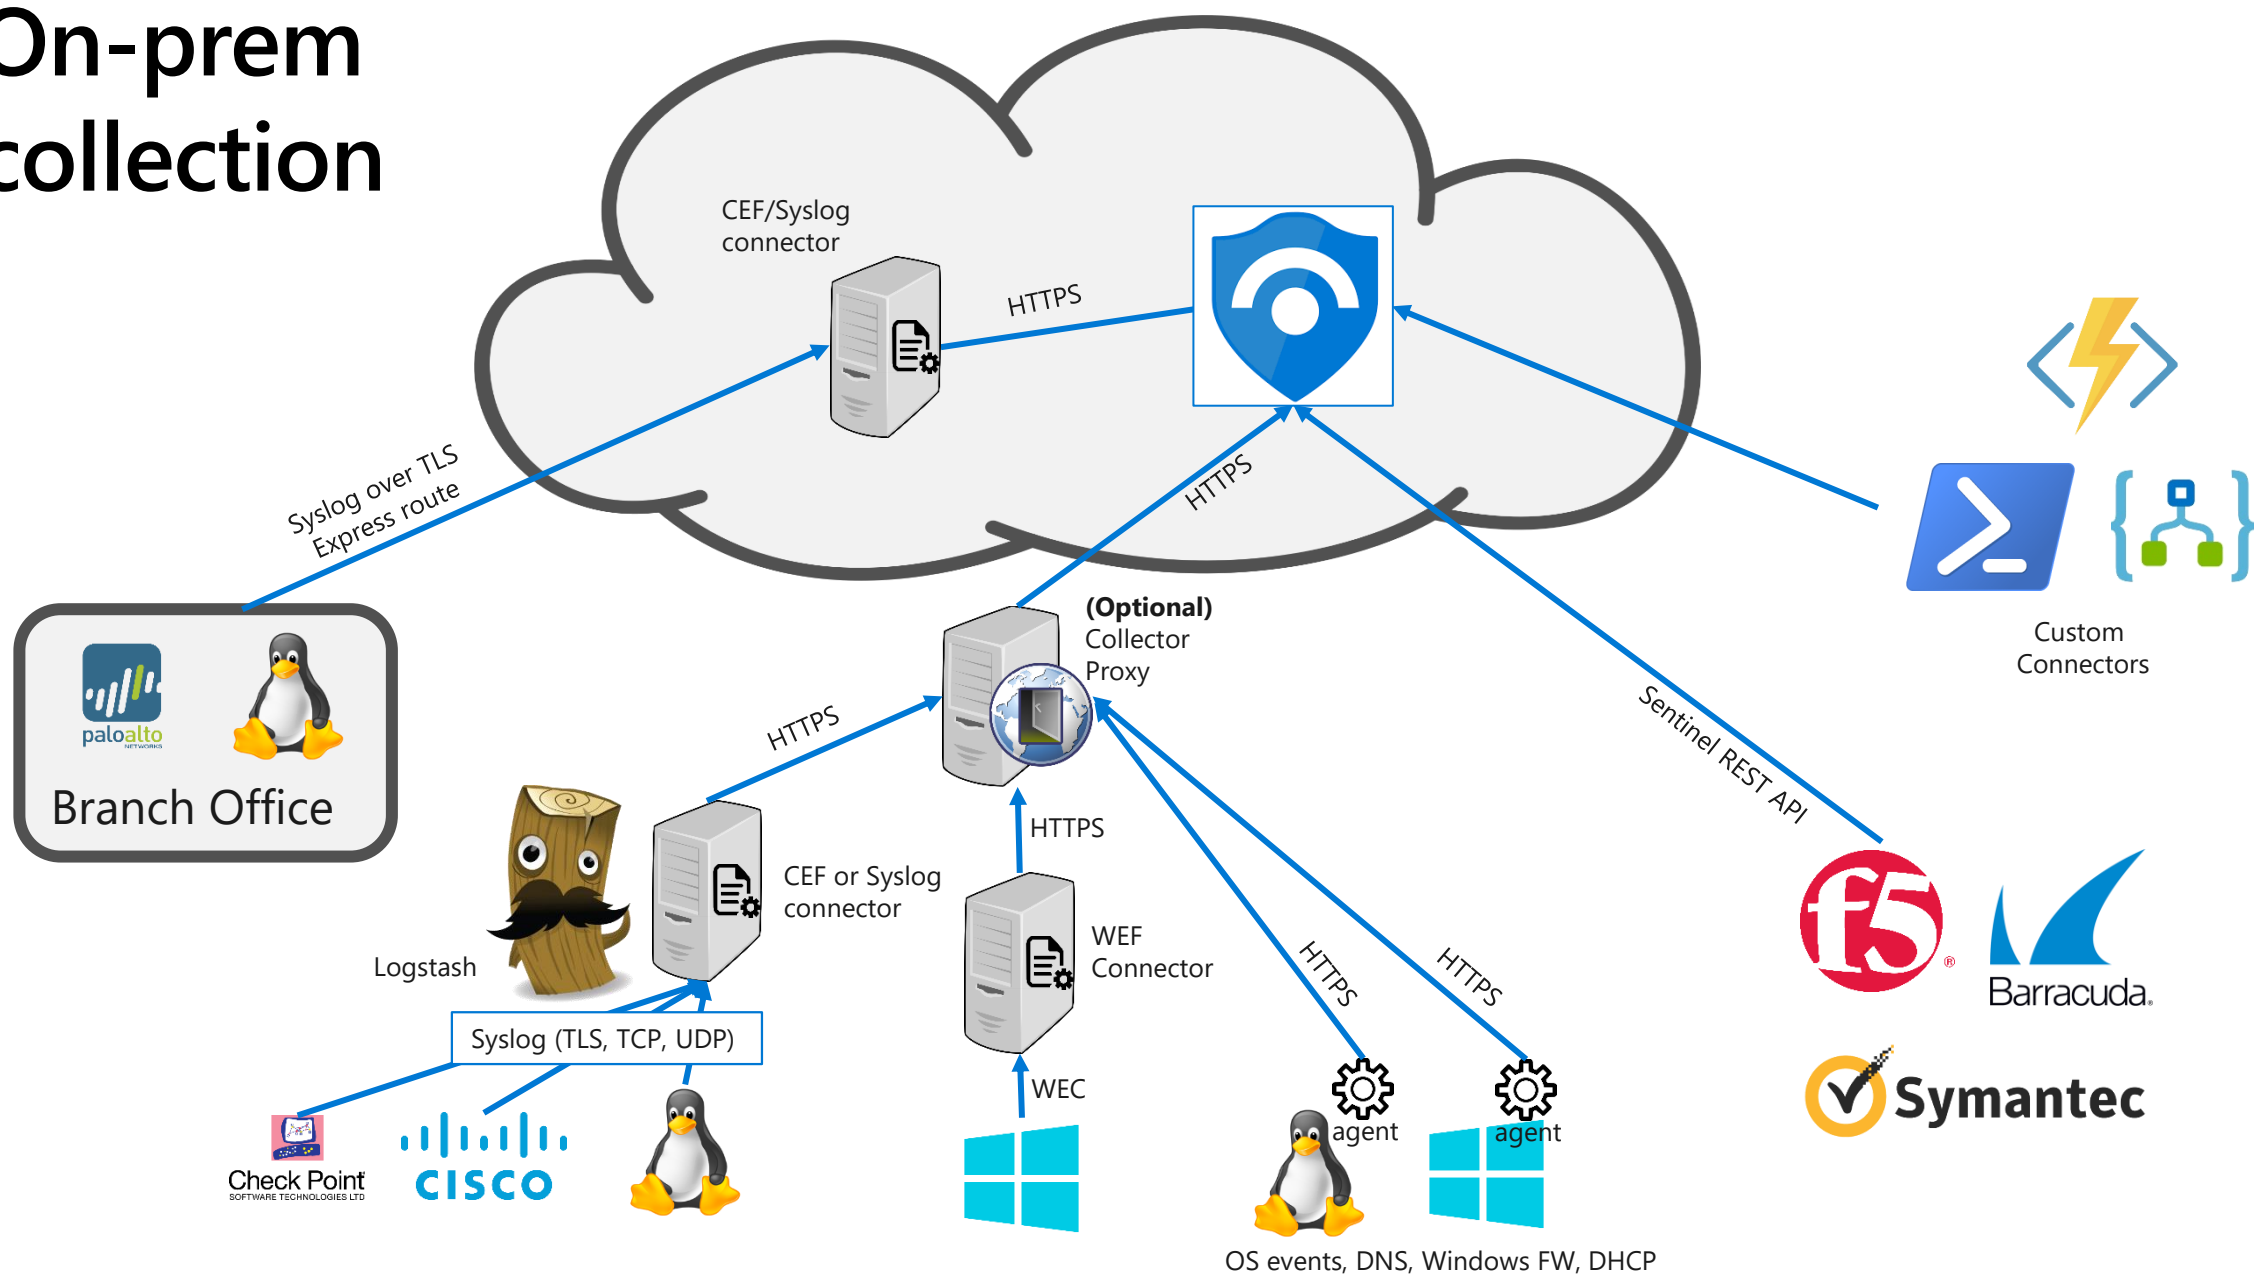 On-prem
collection
CEF/Syslog
connector
HTTPS
Syslog over TLS
Express route
HTTPS
(Optional)
Collector
Proxy
Custom
Connectors
paloalto
NETWORKS
Branch Office
HTTPS
Sentinel REST API
HTTPS
CEF or Syslog
connector
Logstash
WEF
Connector
HTTPS
HTTPS
f5
®
Barracuda.
Syslog (TLS, TCP, UDP)
WEC
agent
agent
Symantec
Check Point
SOFTWARE TECHNOLOGIES LTD
CISCO
OS events, DNS, Windows FW, DHCP